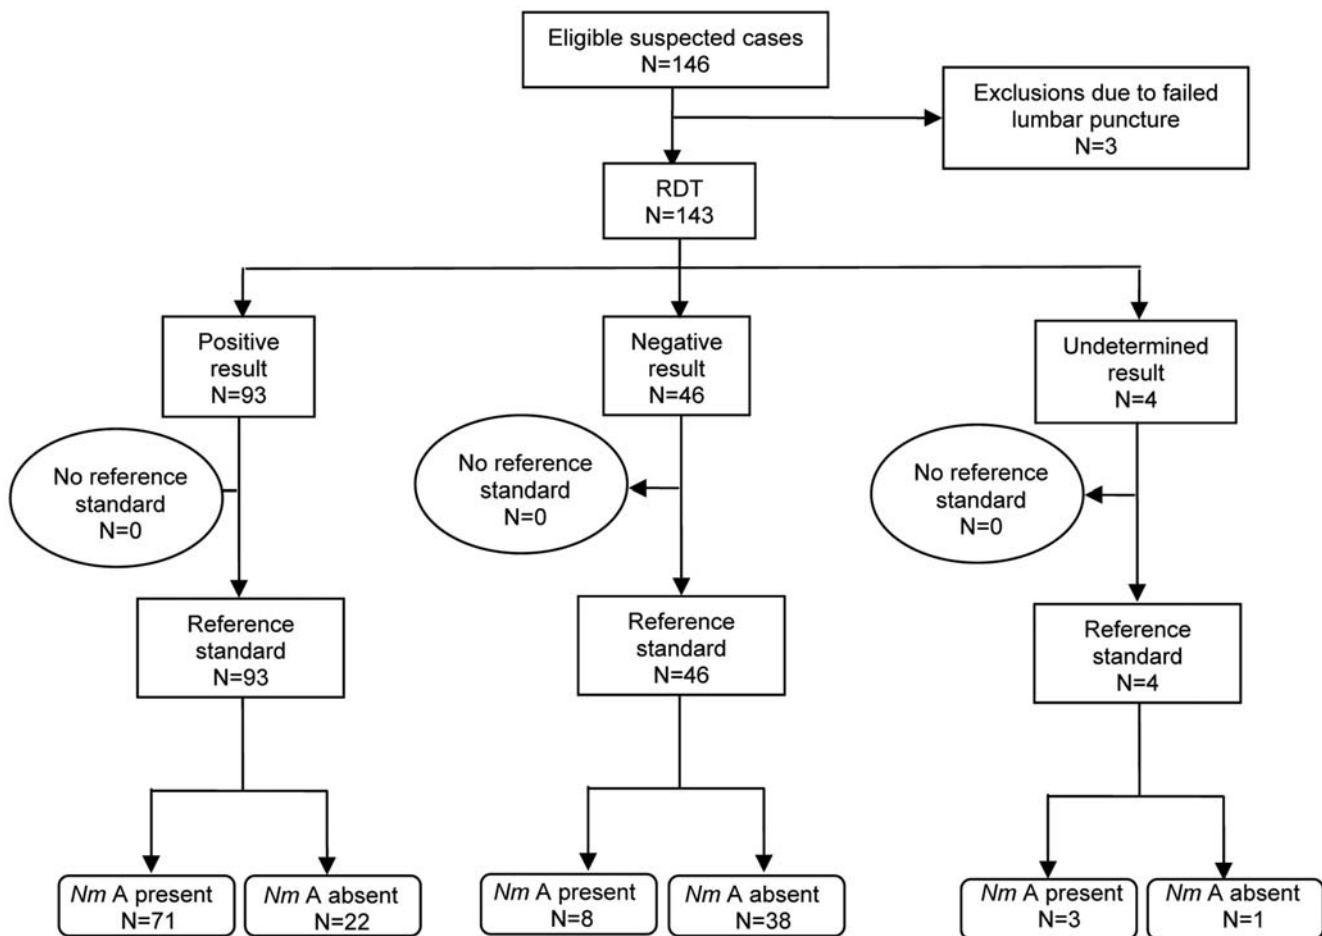 Eligible suspected cases
N=146
Exclusions due to failed
lumbar puncture
N=3
RDT
N=143
Positive
result
N=93
Negative
result
N=46
Undetermined
result
N=4
No reference
standard
N=0
No reference
standard
N=0
No reference
standard
N=0
Reference
standard
N=93
Reference
standard
N=46
Reference
standard
N=4
Nm A present
N=71
Nm A absent
N=22
Nm A present
N=8
Nm A absent
N=38
Nm A present
N=3
Nm A absent
N=1